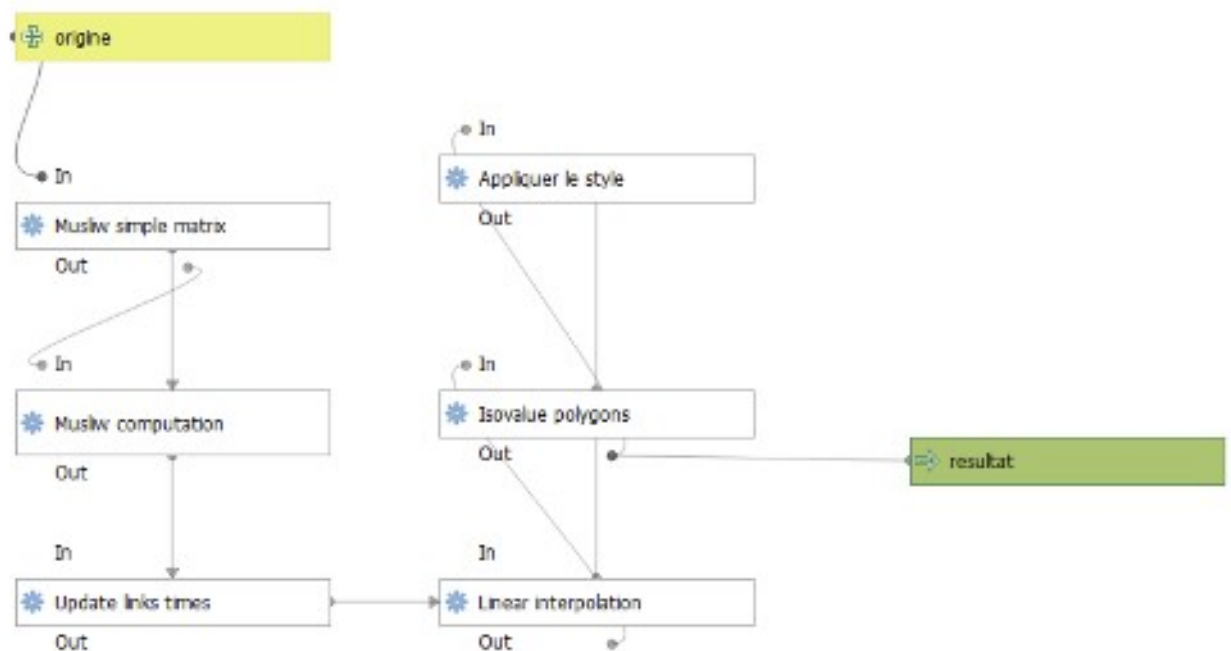 origine
In
Musliw simple matrix
Out
In
Musliw computation
Out
In
Update links times
Out
In
Appliquer le style
Out
In
Isovalue polygons
Out
In
Linear interpolation
Out
resultat